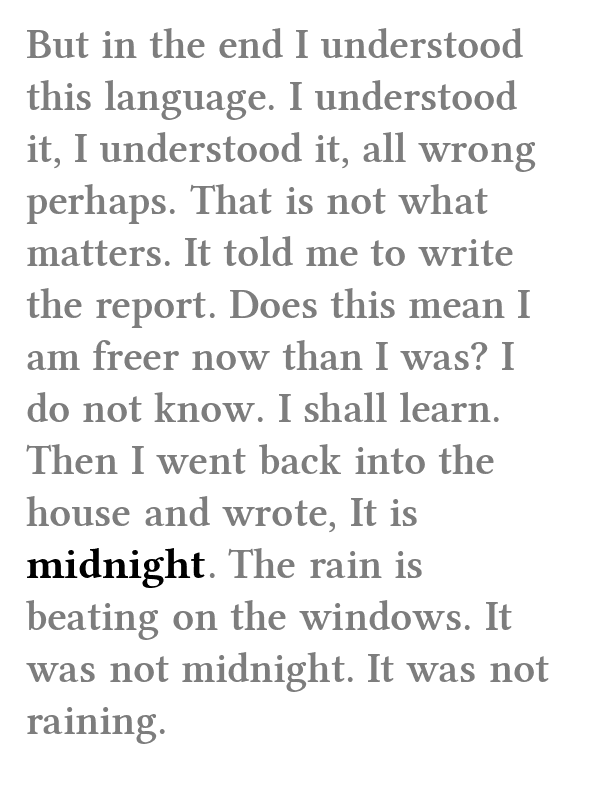 But in the end I understood
this language. I understood
it, I understood it, all wrong
perhaps. That is not what
matters. It told me to write
the report. Does this mean I
am freer now than I was? I
do not know. I shall learn.
Then I went back into the
house and wrote, It is
midnight. The rain is
beating on the windows. It
was not midnight. It was not
raining.